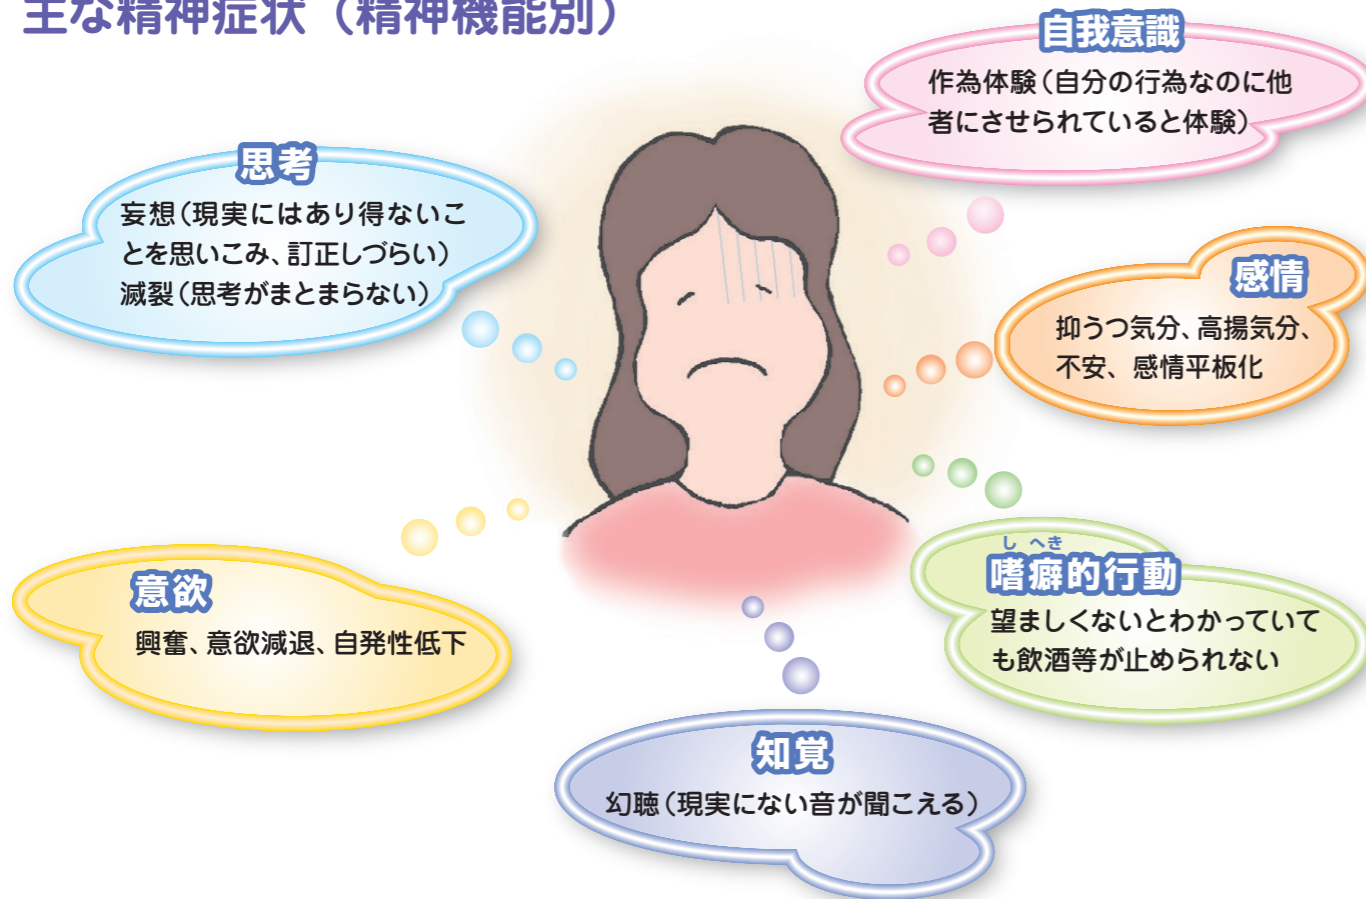 主な精神症状（精神機能別）
自我意識
作為体験（自分の行為なのに他
者にさせられていると体験）
思考
妄想（現実にはあり得ないこ
とを思いこみ、訂正しづらい）
滅裂（思考がまとまらない）
感情
抑うつ気分、高揚気分、
不安、感情平板化
意欲
興奮、意欲減退、自発性低下
し へき
嗜癖的行動
望ましくないとわかっていて
も飲酒等が止められない
知覚
幻聴（現実にない音が聞こえる）